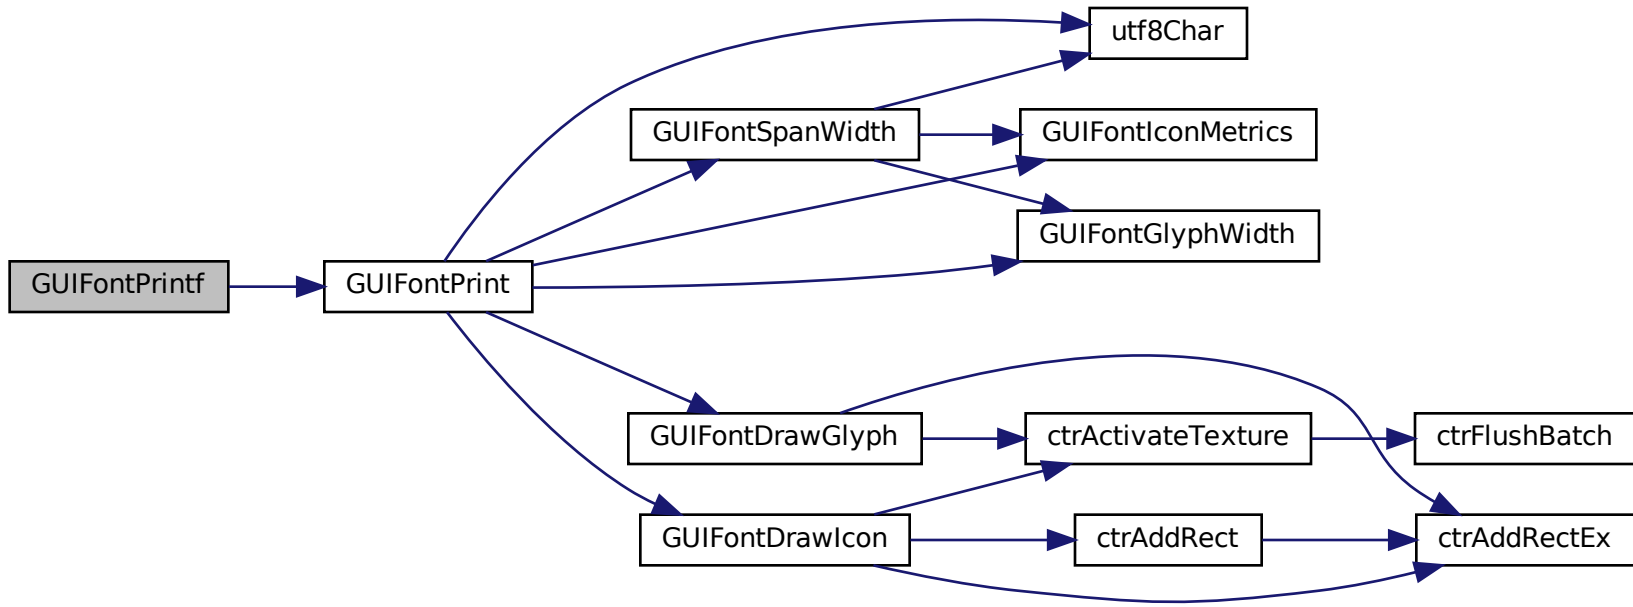 utf8Char
GUIFontSpanWidth
GUIFontIconMetrics
GUIFontGlyphWidth
GUIFontPrintf
GUIFontPrint
GUIFontDrawGlyph
ctrActivateTexture
ctrFlushBatch
GUIFontDrawIcon
ctrAddRect
ctrAddRectEx